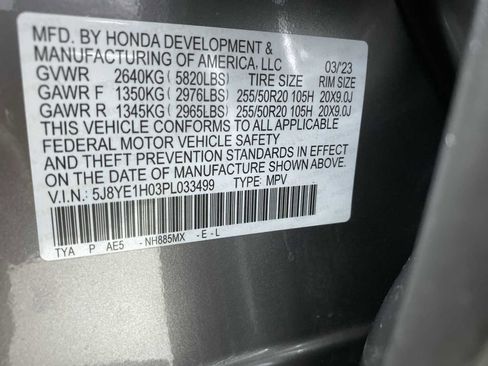 MFD. BY HONDA DEVELOPMENT &
MANUFACTURING OF AMERICA, LLC 03/'23
GVWR 2640KG (5820LBS) TIRE SIZE RIM SIZE
GAWR F 1350KG (2976LBS) 255/50R20 105H 20X9.0J
GAWR R 1345KG (2965LBS) 255/50R20 105H 20X9.0J
THIS VEHICLE CONFORMS TO ALL APPLICABLE
FEDERAL MOTOR VEHICLE SAFETY
AND THEFT PREVENTION STANDARDS IN EFFECT
ON THE DATE OF MANUFACTURE SHOWN ABOVE.
V.I.N.: 5J8YE1H03PL033499 TYPE: MPV
TYA P AE5 - NH885MX - E - L